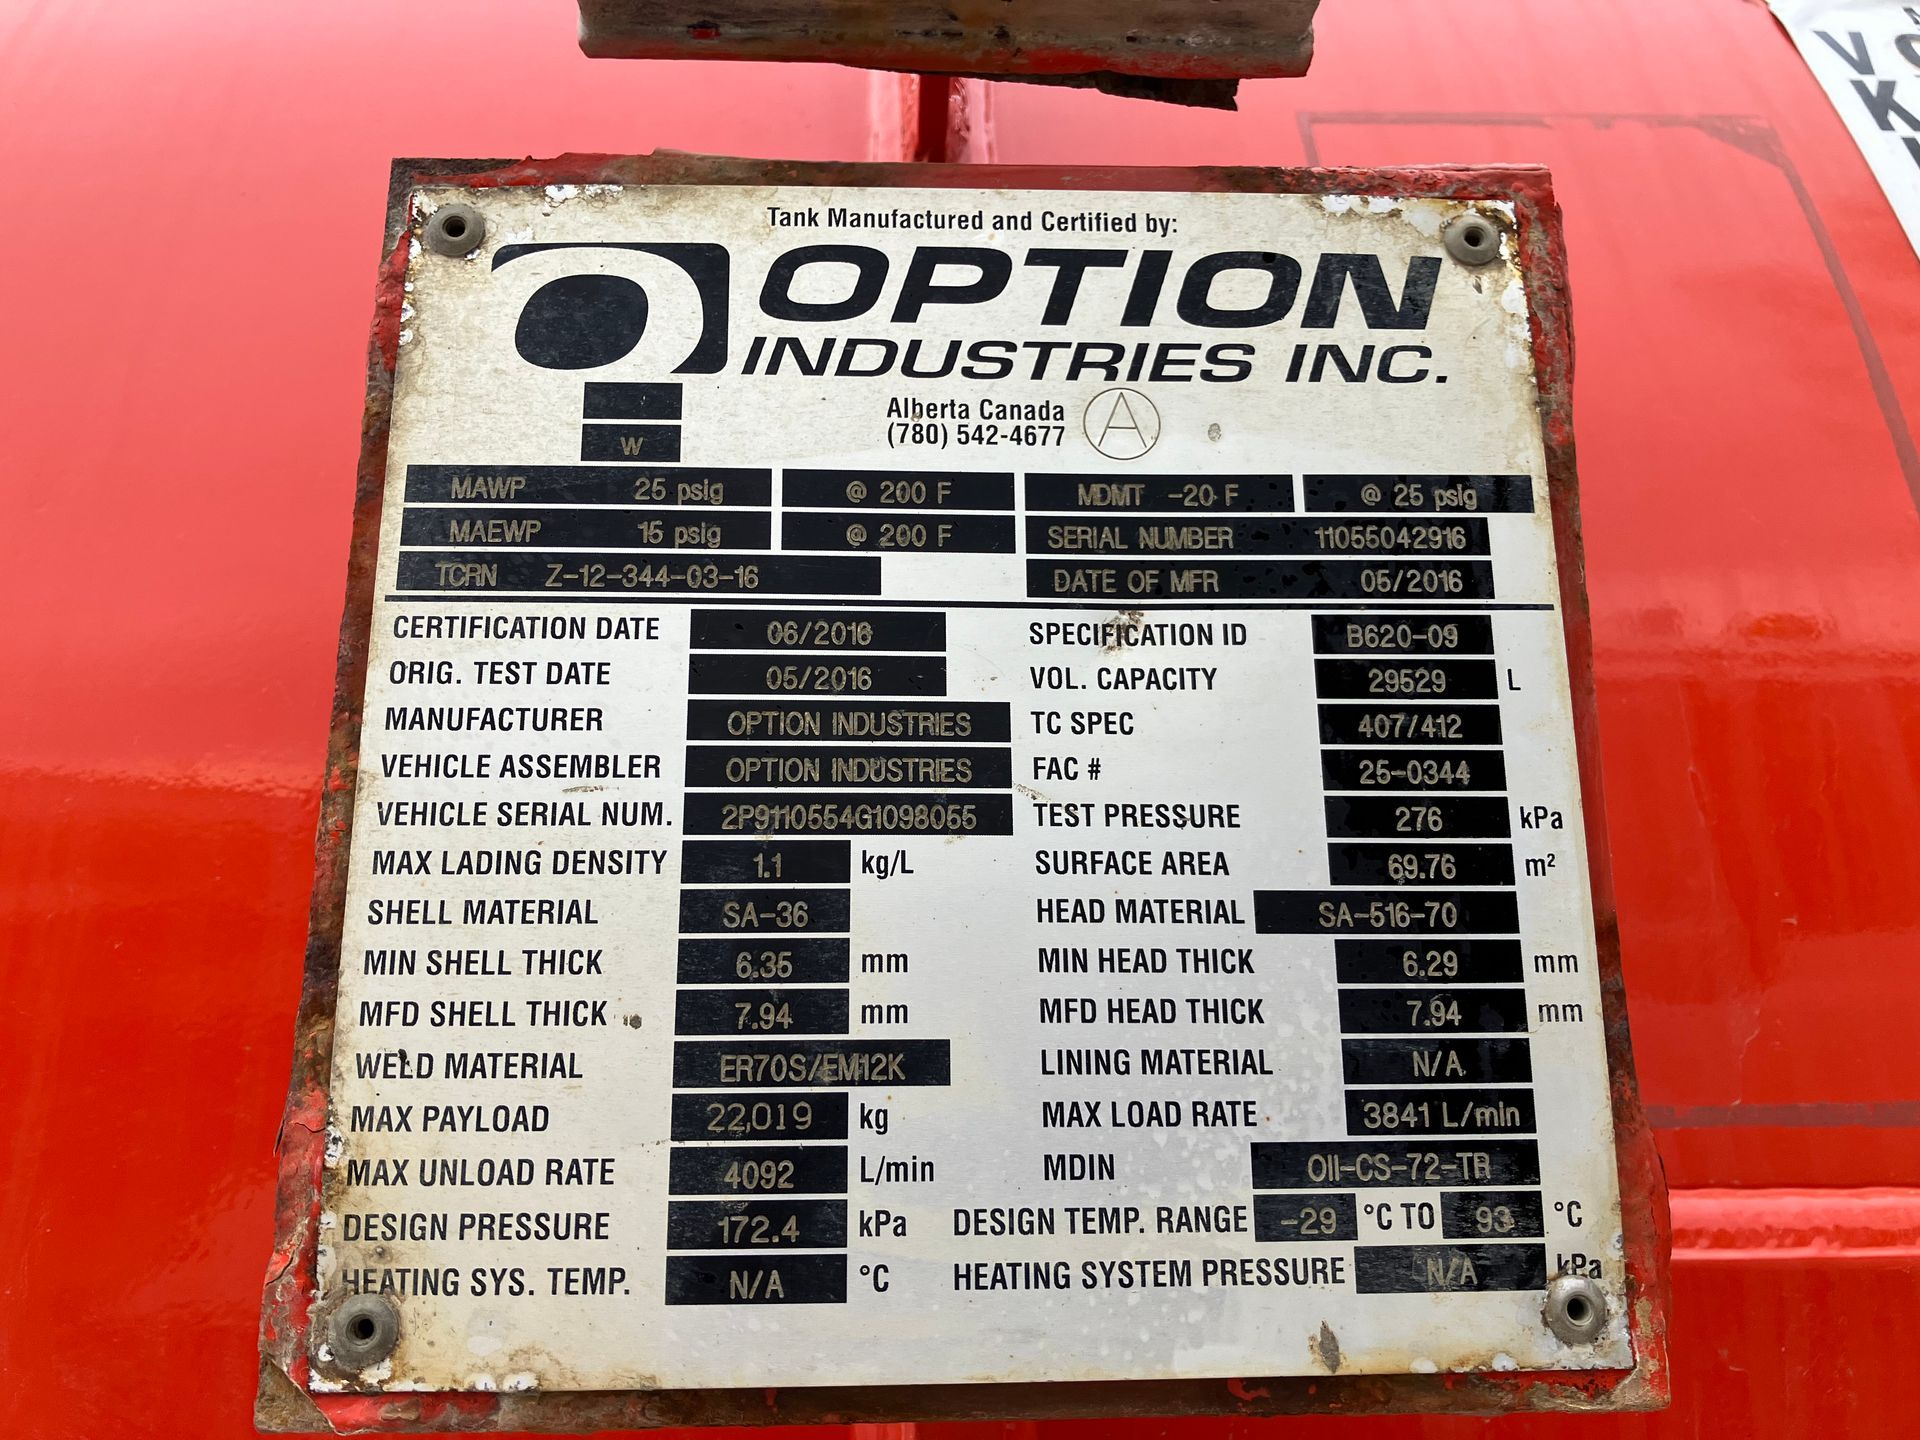 Tank Manufactured and Certified by:
OPTION
INDUSTRIES INC.
Alberta Canada
(780) 542-4677
A
W
MAWP 25 psig @ 200 F MDMT -20 F @ 25 psig
MAEWP 15 psig @ 200 F SERIAL NUMBER 11055042916
TCRN Z-12-344-03-16 DATE OF MFR 05/2016
CERTIFICATION DATE 06/2016 SPECIFICATION ID B620-09
ORIG. TEST DATE 05/2016 VOL. CAPACITY 29529 L
MANUFACTURER OPTION INDUSTRIES TC SPEC 407/412
VEHICLE ASSEMBLER OPTION INDUSTRIES FAC # 25-0344
VEHICLE SERIAL NUM. 2P9110554G1098055 TEST PRESSURE 276 kPa
MAX LADING DENSITY 1.1 kg/L SURFACE AREA 69.76 m²
SHELL MATERIAL SA-36 HEAD MATERIAL SA-516-70
MIN SHELL THICK 6.35 mm MIN HEAD THICK 6.29 mm
MFD SHELL THICK 7.94 mm MFD HEAD THICK 7.94 mm
WELD MATERIAL ER70S/EM12K LINING MATERIAL N/A
MAX PAYLOAD 22,019 kg MAX LOAD RATE 3841 L/min
MAX UNLOAD RATE 4092 L/min MDIN OII-CS-72-TR
DESIGN PRESSURE 172.4 kPa DESIGN TEMP. RANGE -29 °C TO 93 °C
HEATING SYS. TEMP. N/A °C HEATING SYSTEM PRESSURE N/A kPa